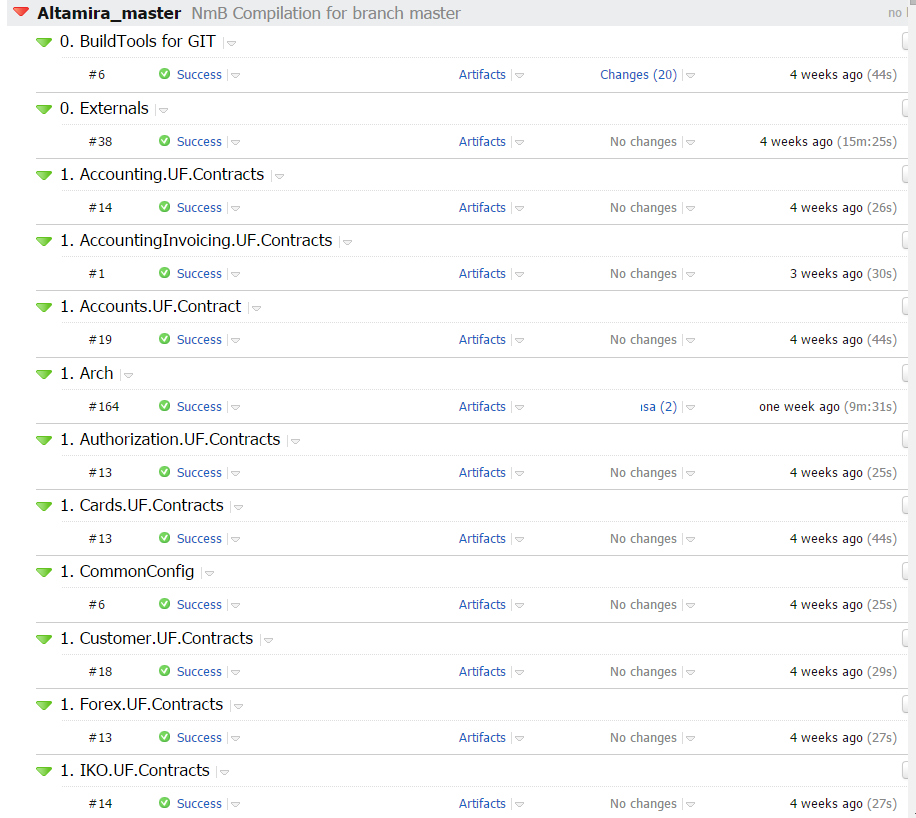 Altamira_master NmB Compilation for branch master no
0. BuildTools for GIT
#6 Success Artifacts Changes (20) 4 weeks ago (44s)
0. Externals
#38 Success Artifacts No changes 4 weeks ago (15m:25s)
1. Accounting.UF.Contracts
#14 Success Artifacts No changes 4 weeks ago (26s)
1. AccountingInvoicing.UF.Contracts
#1 Success Artifacts No changes 3 weeks ago (30s)
1. Accounts.UF.Contract
#19 Success Artifacts No changes 4 weeks ago (44s)
1. Arch
#164 Success Artifacts ısa (2) one week ago (9m:31s)
1. Authorization.UF.Contracts
#13 Success Artifacts No changes 4 weeks ago (25s)
1. Cards.UF.Contracts
#13 Success Artifacts No changes 4 weeks ago (44s)
1. CommonConfig
#6 Success Artifacts No changes 4 weeks ago (25s)
1. Customer.UF.Contracts
#18 Success Artifacts No changes 4 weeks ago (29s)
1. Forex.UF.Contracts
#13 Success Artifacts No changes 4 weeks ago (27s)
1. IKO.UF.Contracts
#14 Success Artifacts No changes 4 weeks ago (27s)